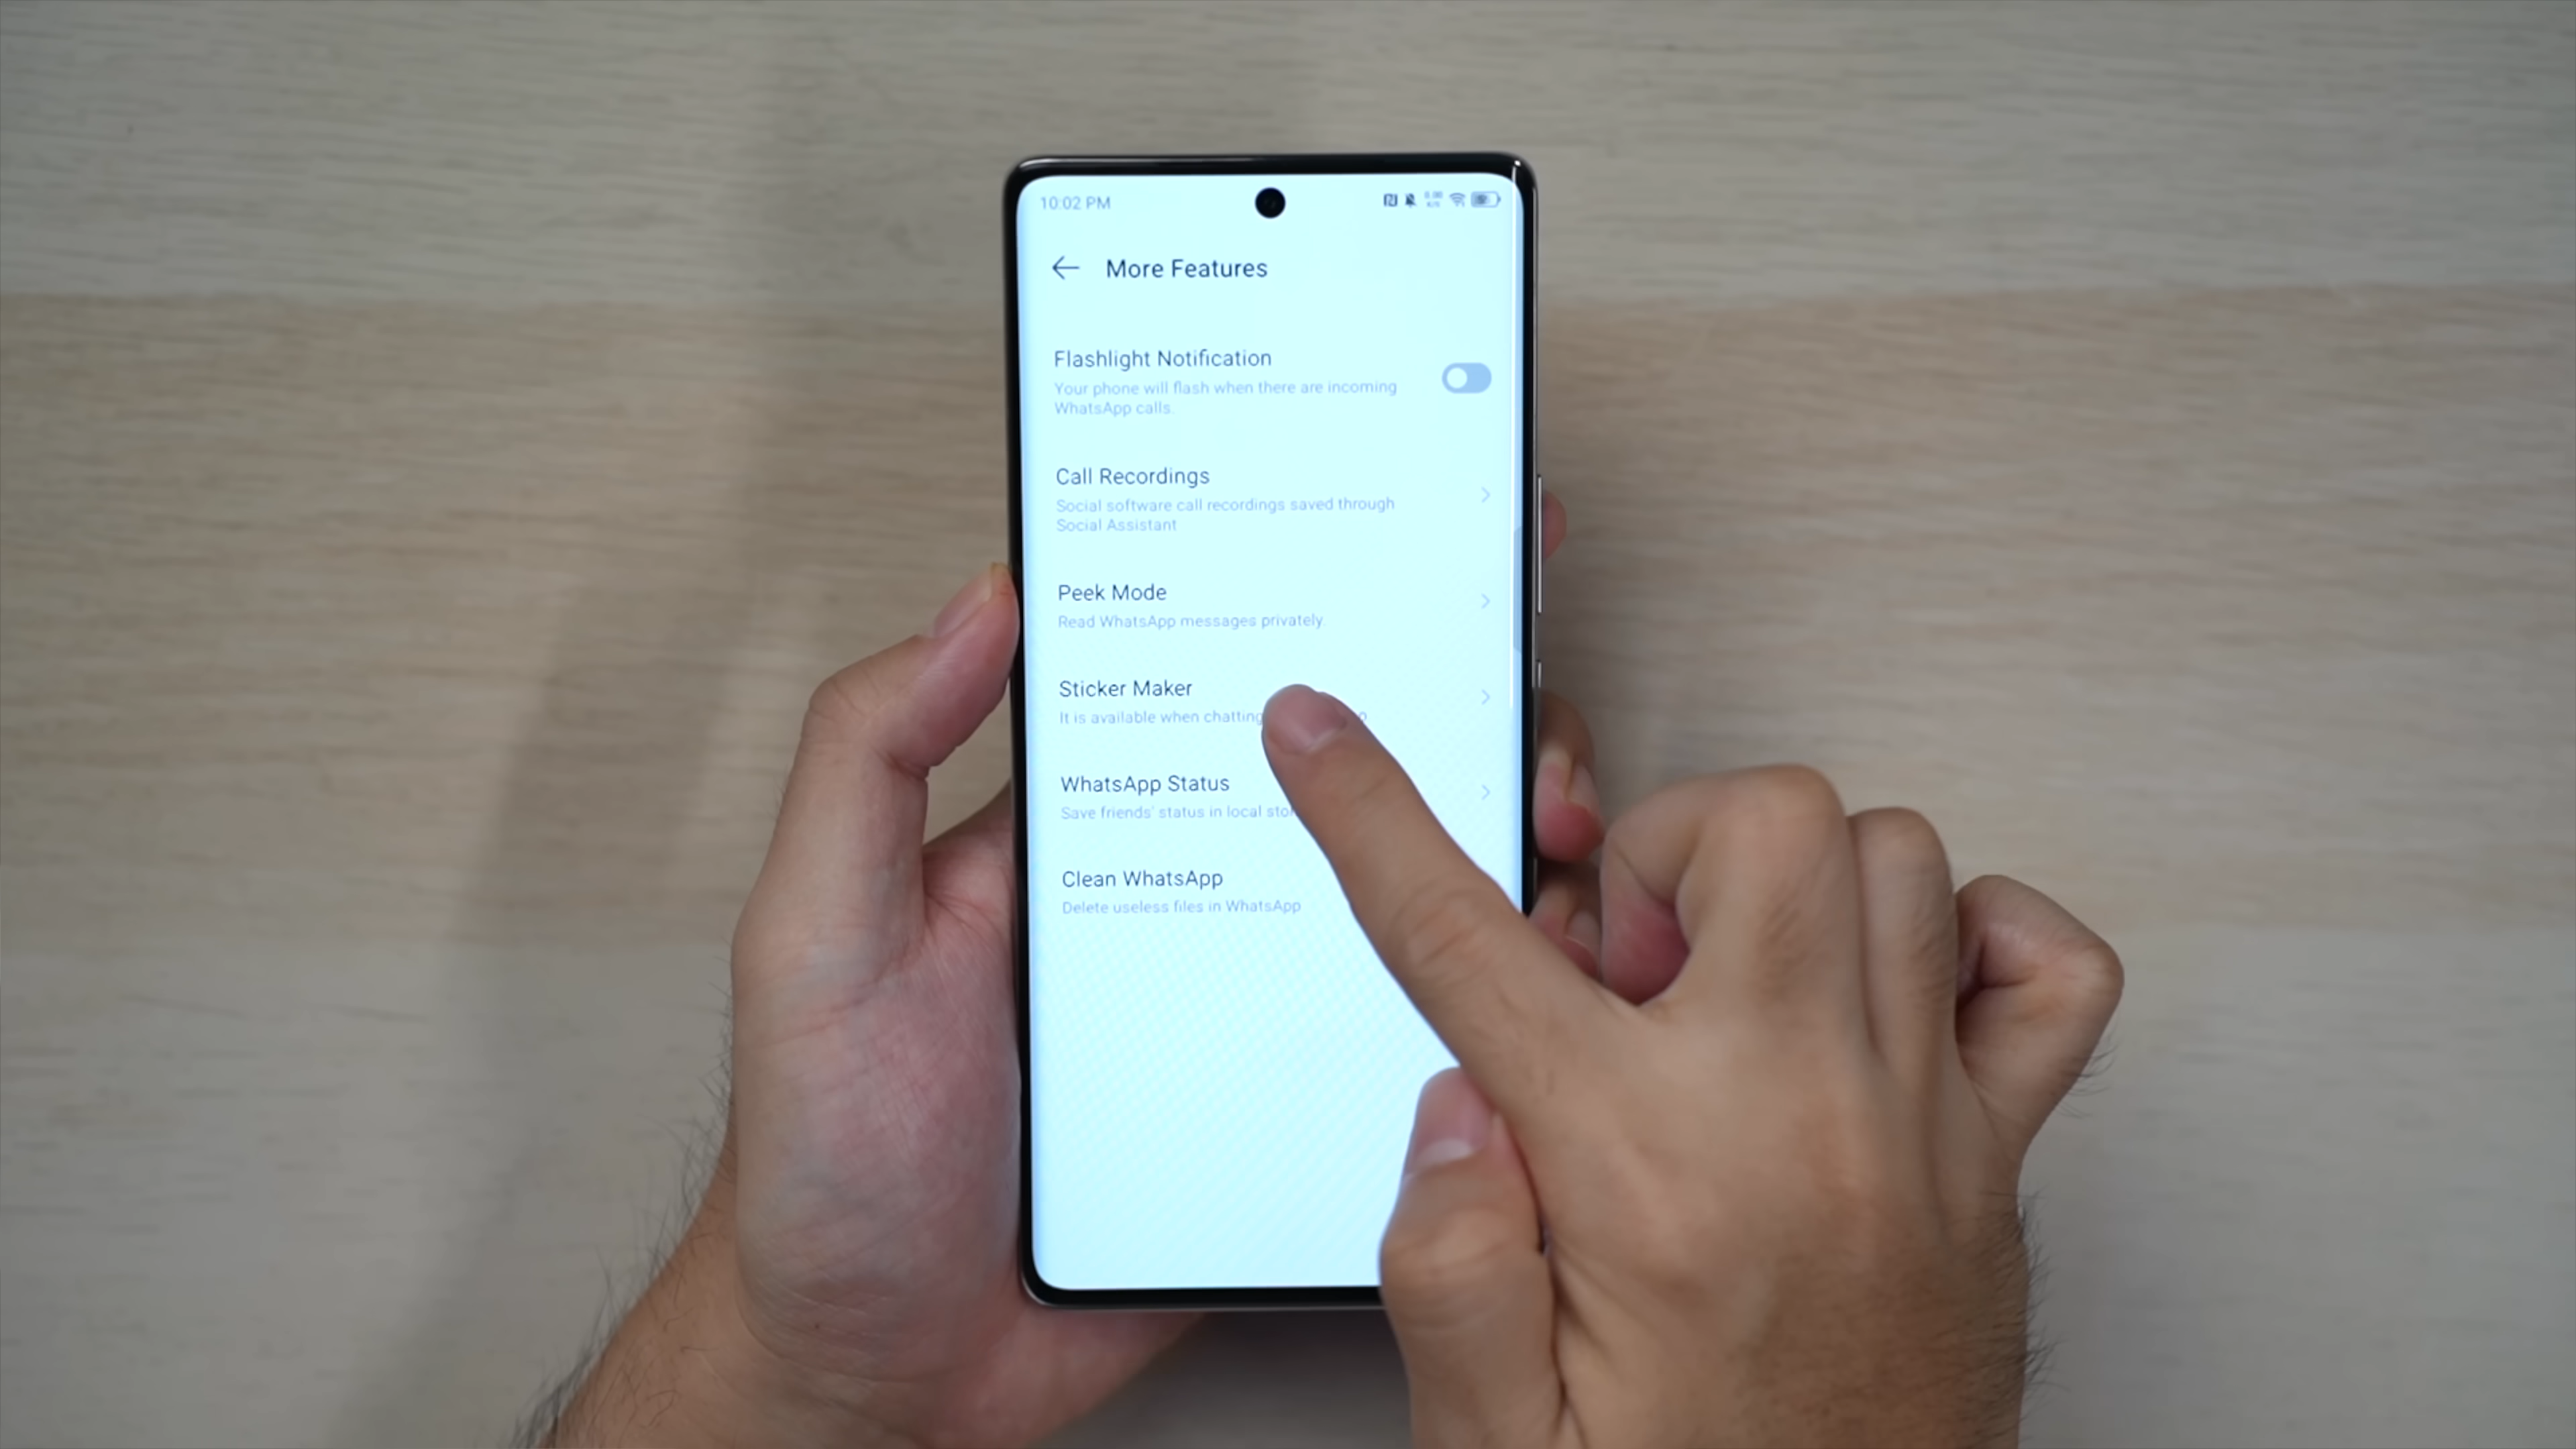 10:02 PM
More Features
Flashlight Notification
Your phone will flash when there are incoming
WhatsApp calls.
Call Recordings
Social software call recordings saved through
Social Assistant
Peek Mode
Read WhatsApp messages privately.
Sticker Maker
It is available when chatting
WhatsApp Status
Save friends' status in local
Clean WhatsApp
Delete useless files in WhatsApp